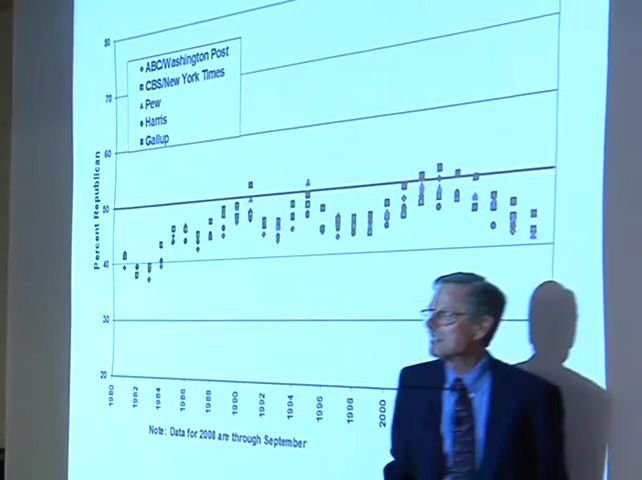 80
70
60
50
40
30
20
Percent Republican
ABC/Washington Post
CBS/New York Times
Pew
Harris
Gallup
1980
1982
1984
1986
1988
1990
1992
1994
1996
1998
2000
Note: Data for 2008 are through September